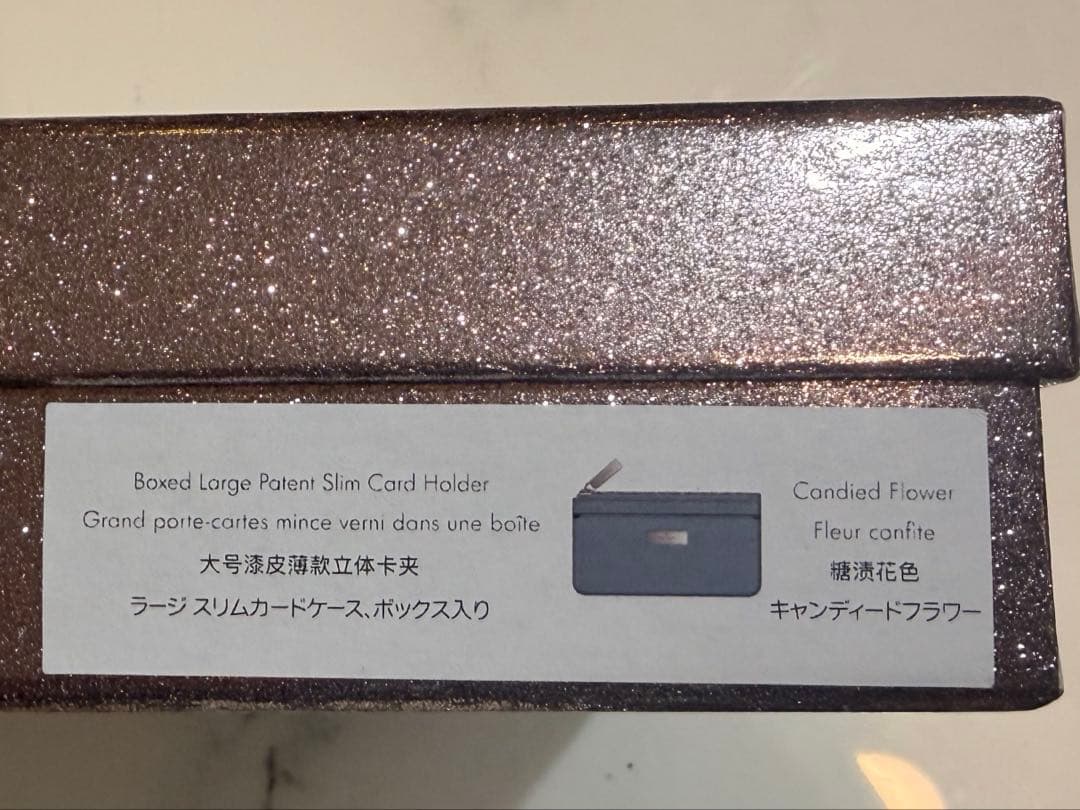 Boxed Large Patent Slim Card Holder
Grand porte-cartes mince verni dans une boîte
大号漆皮薄款立体卡夹
ラージ スリムカードケース、ボックス入り
Candied Flower
Fleur confite
糖渍花色
キャンディードフラワー